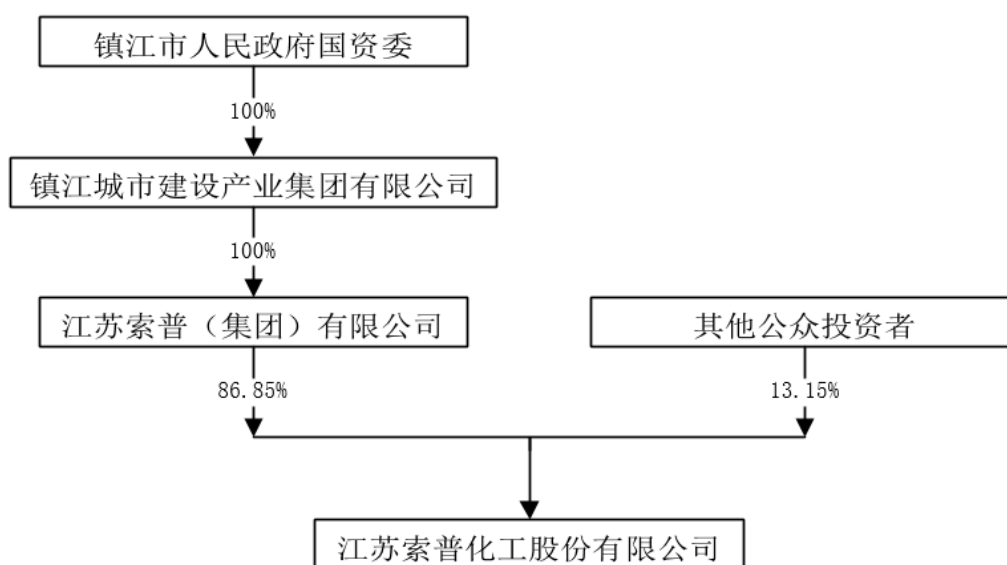 镇江市人民政府国资委
100%
镇江城市建设产业集团有限公司
100%
江苏索普（集团）有限公司
其他公众投资者
86.85%
13.15%
江苏索普化工股份有限公司